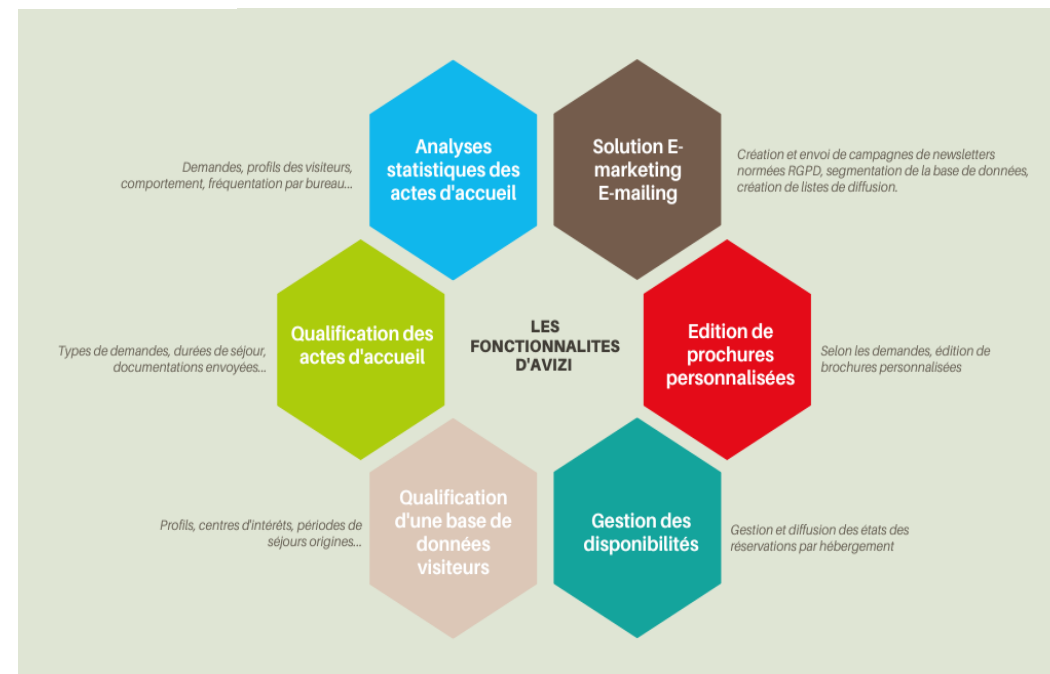 Analyses
statistiques des
actes d'accueil
Demandes, profils des visiteurs,
comportement, fréquentation par bureau...
Solution E-
marketing
E-mailing
Création et envoi de campagnes de newsletters
normées RGPD, segmentation de la base de données,
création de listes de diffusion.
Qualification des
actes d'accueil
Types de demandes, durées de séjour,
documentations envoyées...
LES
FONCTIONNALITES
D'AVIZI
Edition de
prochures
personnalisées
Selon les demandes, édition de
brochures personnalisées
Qualification
d'une base de
données
visiteurs
Profils, centres d'intérêts, périodes de
séjours origines...
Gestion des
disponibilités
Gestion et diffusion des états des
réservations par hébergement